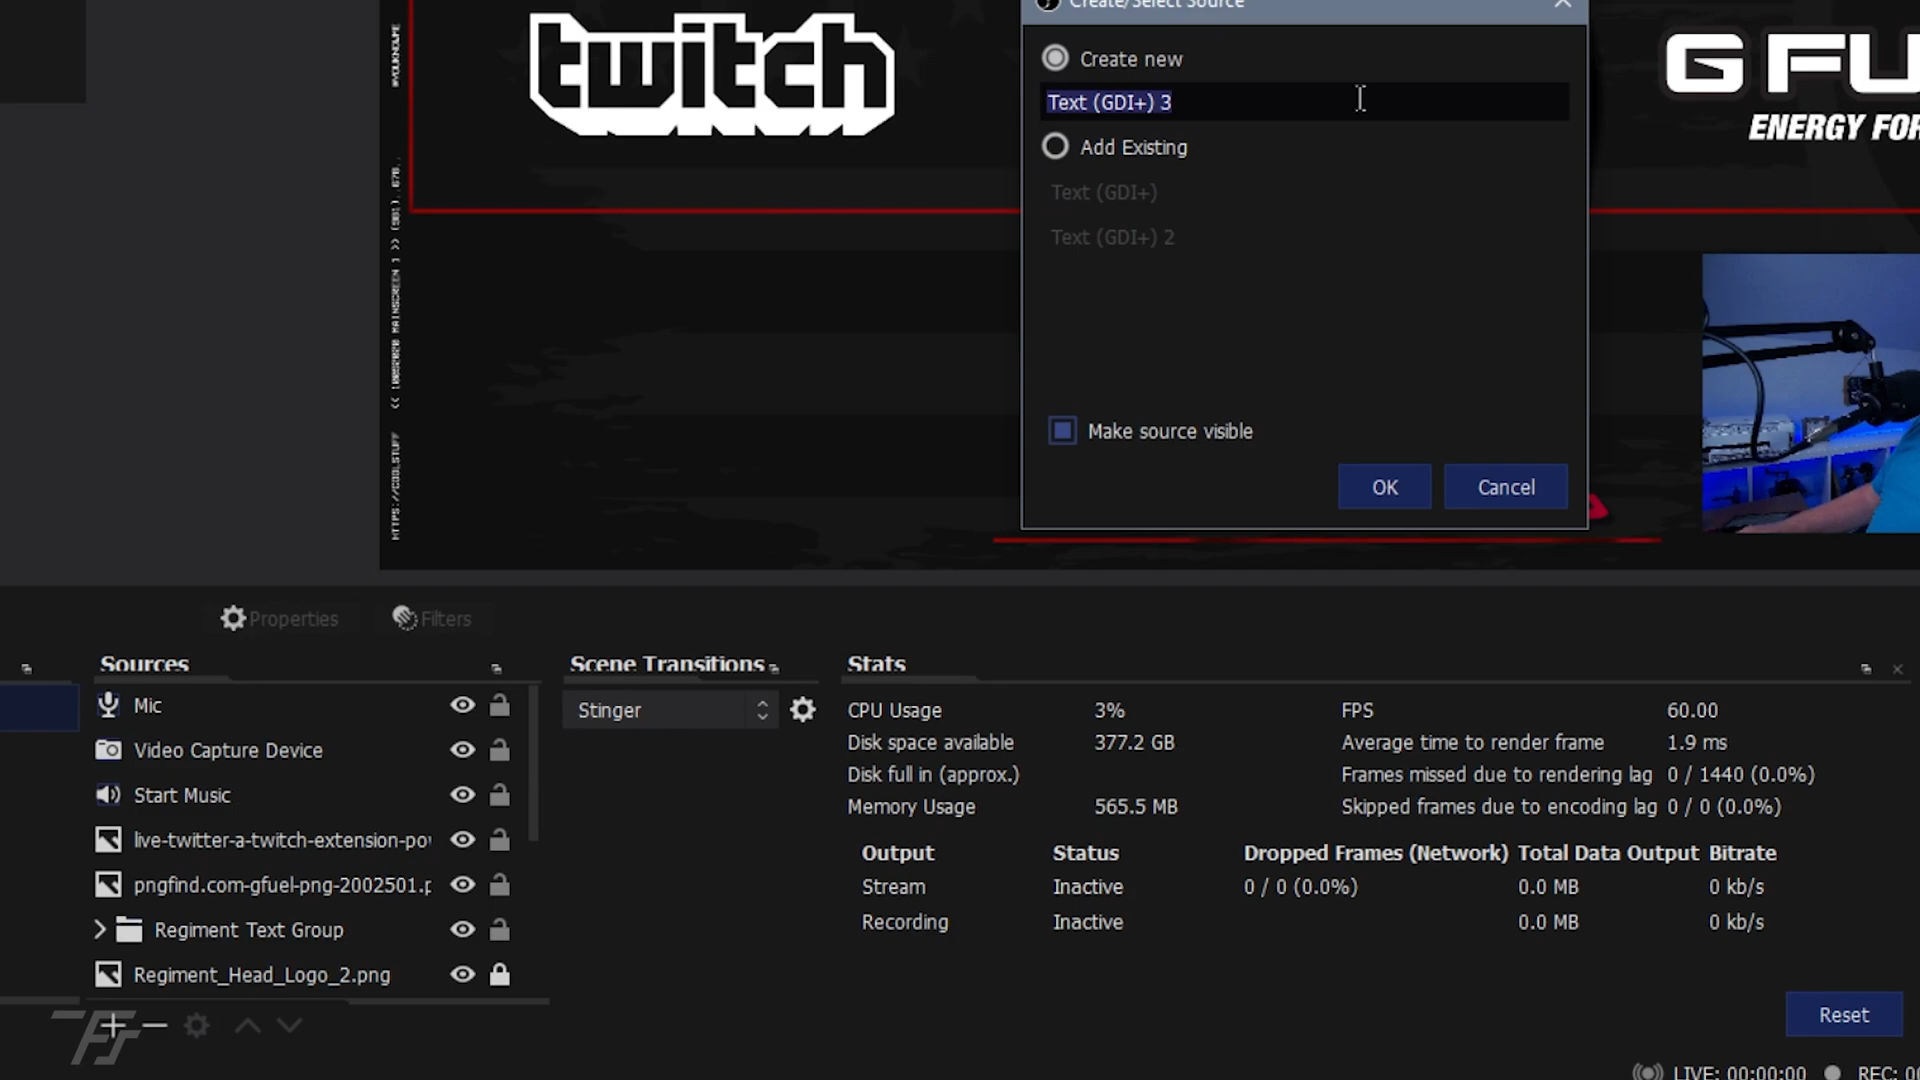 twitch
Create/Select Source
Create new
Text (GDI+) 3
Add Existing
Text (GDI+)
Text (GDI+) 2
Make source visible
OK
Cancel
G FU
ENERGY FOR
HTTPS://COOLSTUFF
Properties
Filters
Sources
Mic
Video Capture Device
Start Music
live-twitter-a-twitch-extension-po
pngfind.com-gfuel-png-2002501.p
Regiment Text Group
Regiment_Head_Logo_2.png
Scene Transitions
Stinger
Stats
CPU Usage 3%
Disk space available 377.2 GB
Disk full in (approx.)
Memory Usage 565.5 MB
FPS 60.00
Average time to render frame 1.9 ms
Frames missed due to rendering lag 0 / 1440 (0.0%)
Skipped frames due to encoding lag 0 / 0 (0.0%)
Output Status Dropped Frames (Network) Total Data Output Bitrate
Stream Inactive 0 / 0 (0.0%) 0.0 MB 0 kb/s
Recording Inactive 0.0 MB 0 kb/s
Reset
LIVE: 00:00:00 REC: 00